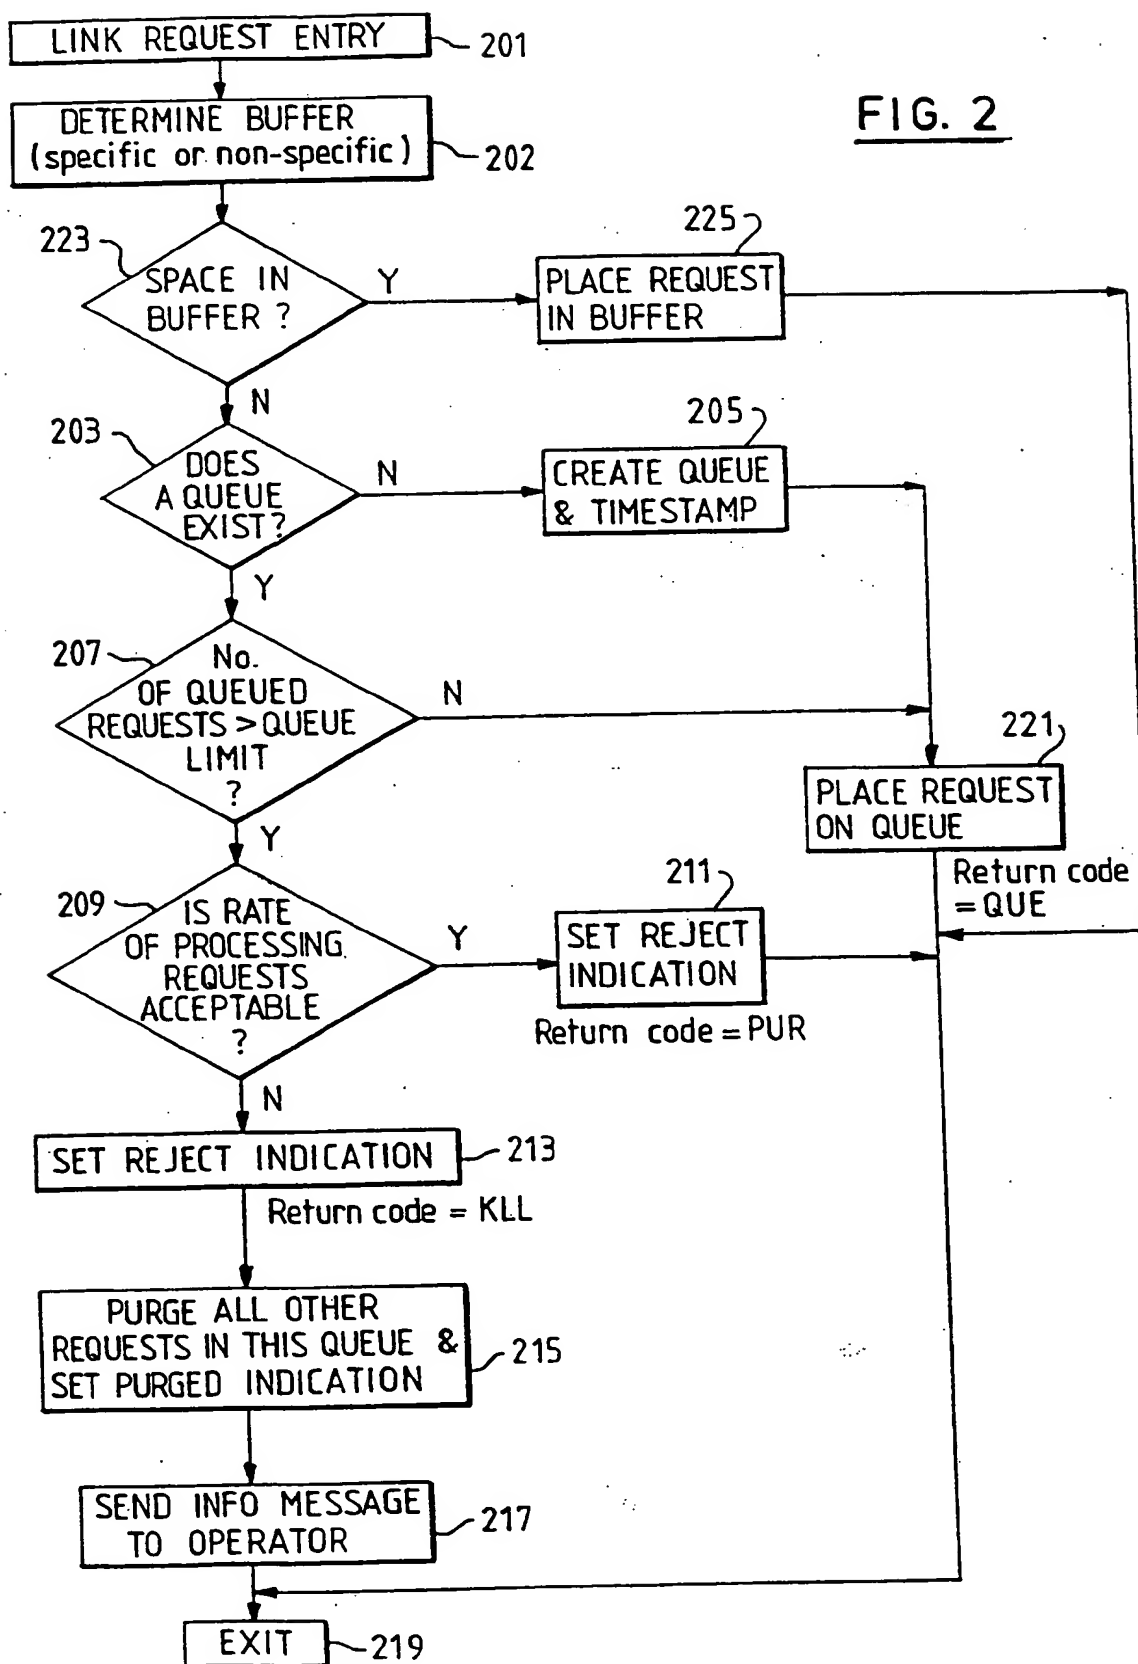 LINK REQUEST ENTRY
201
FIG. 2
DETERMINE BUFFER
(specific or non-specific)
202
223
SPACE IN
BUFFER ?
Y
N
225
PLACE REQUEST
IN BUFFER
203
DOES
A QUEUE
EXIST?
N
Y
205
CREATE QUEUE
& TIMESTAMP
207
No.
OF QUEUED
REQUESTS > QUEUE
LIMIT
?
N
Y
221
PLACE REQUEST
ON QUEUE
Return code
= QUE
209
IS RATE
OF PROCESSING
REQUESTS
ACCEPTABLE
?
Y
N
211
SET REJECT
INDICATION
Return code = PUR
SET REJECT INDICATION
213
Return code = KLL
PURGE ALL OTHER
REQUESTS IN THIS QUEUE &
SET PURGED INDICATION
215
SEND INFO MESSAGE
TO OPERATOR
217
EXIT
219